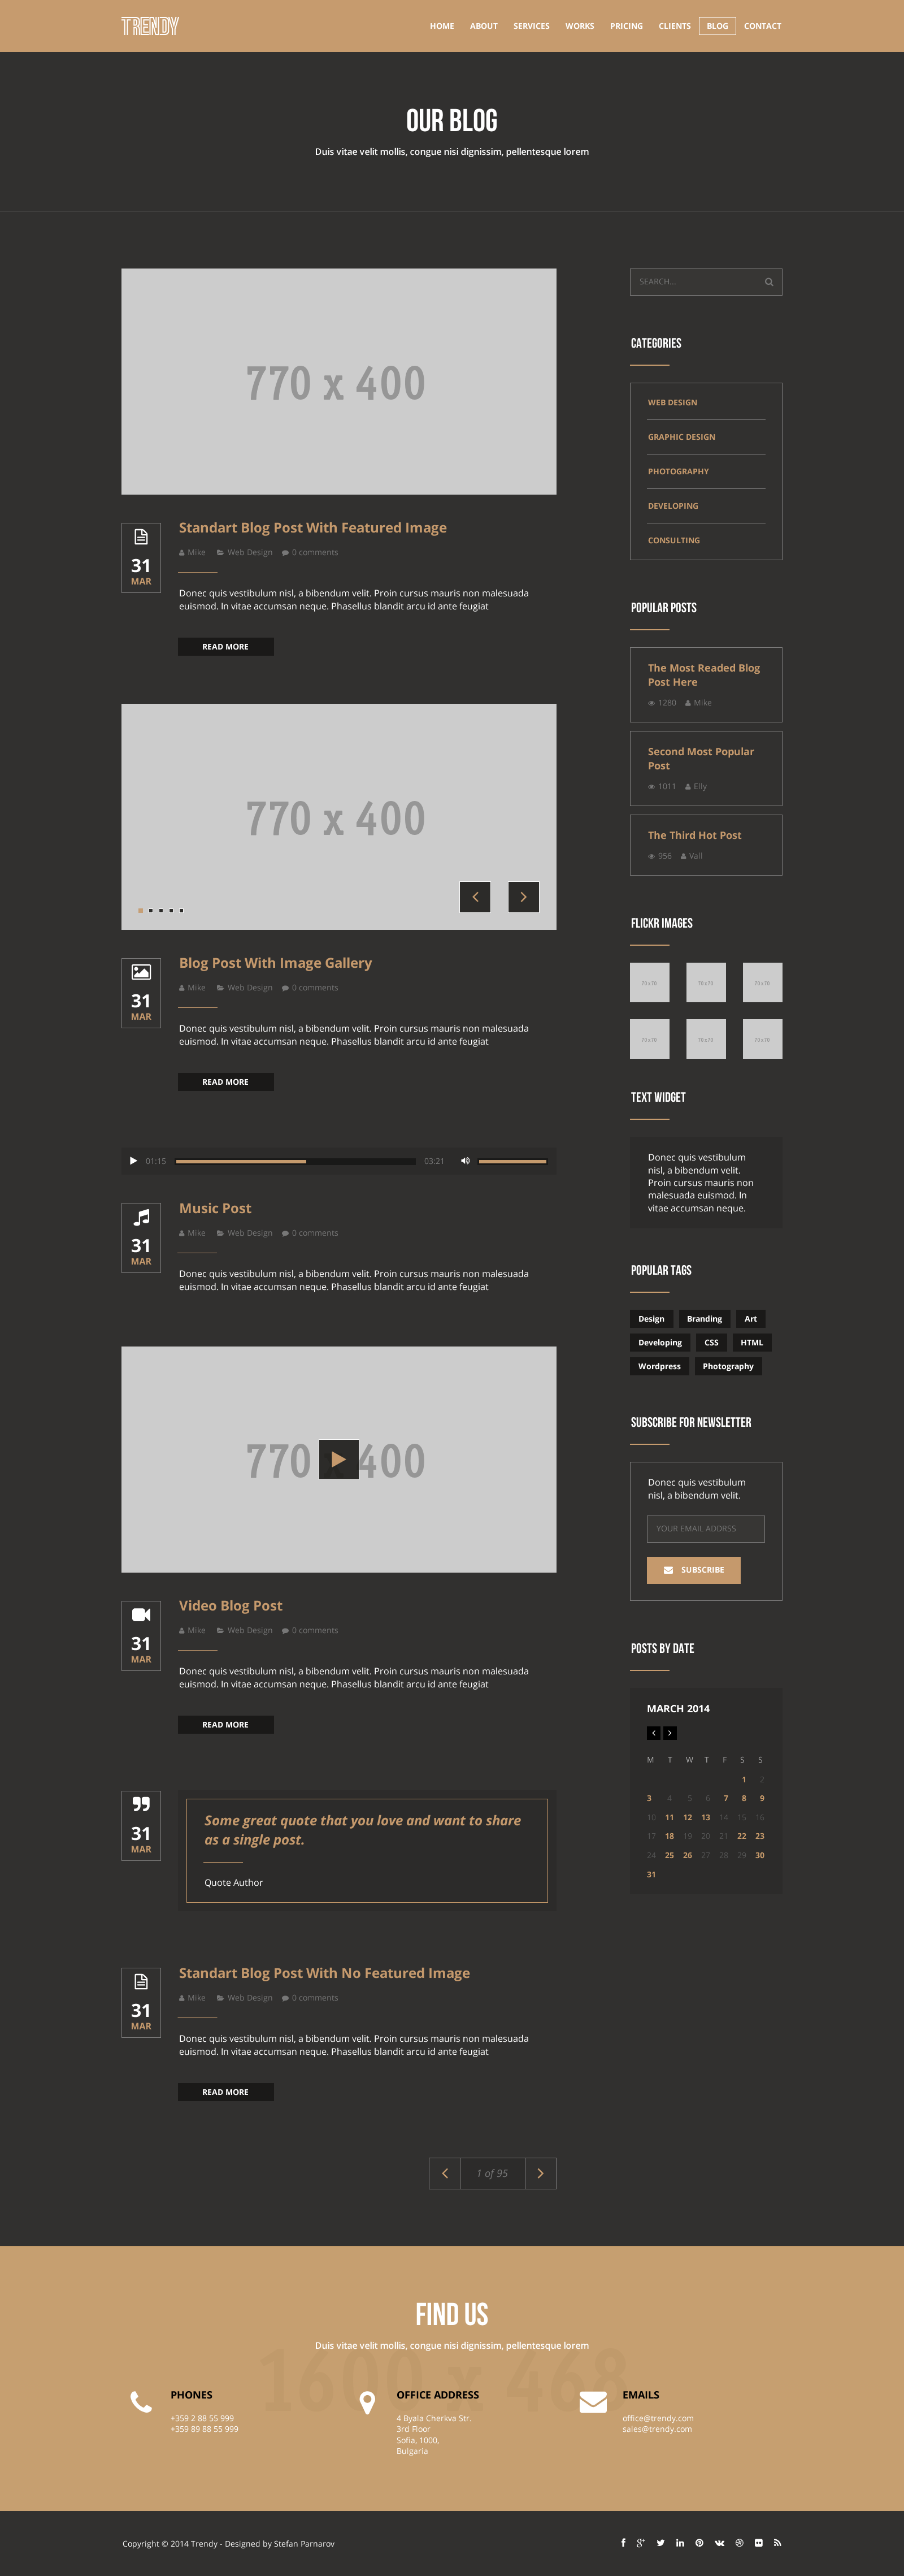 TRENDY
HOME ABOUT SERVICES WORKS PRICING CLIENTS BLOG CONTACT
OUR BLOG
Duis vitae velit mollis, congue nisi dignissim, pellentesque lorem
770 x 400
31
MAR
Standart Blog Post With Featured Image
Mike Web Design 0 comments
Donec quis vestibulum nisl, a bibendum velit. Proin cursus mauris non malesuada
euismod. In vitae accumsan neque. Phasellus blandit arcu id ante feugiat
READ MORE
770 x 400
31
MAR
Blog Post With Image Gallery
Mike Web Design 0 comments
Donec quis vestibulum nisl, a bibendum velit. Proin cursus mauris non malesuada
euismod. In vitae accumsan neque. Phasellus blandit arcu id ante feugiat
READ MORE
01:15 03:21
31
MAR
Music Post
Mike Web Design 0 comments
Donec quis vestibulum nisl, a bibendum velit. Proin cursus mauris non malesuada
euismod. In vitae accumsan neque. Phasellus blandit arcu id ante feugiat
770 400
31
MAR
Video Blog Post
Mike Web Design 0 comments
Donec quis vestibulum nisl, a bibendum velit. Proin cursus mauris non malesuada
euismod. In vitae accumsan neque. Phasellus blandit arcu id ante feugiat
READ MORE
31
MAR
Some great quote that you love and want to share
as a single post.
Quote Author
31
MAR
Standart Blog Post With No Featured Image
Mike Web Design 0 comments
Donec quis vestibulum nisl, a bibendum velit. Proin cursus mauris non malesuada
euismod. In vitae accumsan neque. Phasellus blandit arcu id ante feugiat
READ MORE
1 of 95
SEARCH...
CATEGORIES
WEB DESIGN
GRAPHIC DESIGN
PHOTOGRAPHY
DEVELOPING
CONSULTING
POPULAR POSTS
The Most Readed Blog
Post Here
1280 Mike
Second Most Popular
Post
1011 Elly
The Third Hot Post
956 Vall
FLICKR IMAGES
70 x 70 70 x 70 70 x 70
70 x 70 70 x 70 70 x 70
TEXT WIDGET
Donec quis vestibulum
nisl, a bibendum velit.
Proin cursus mauris non
malesuada euismod. In
vitae accumsan neque.
POPULAR TAGS
Design Branding Art
Developing CSS HTML
Wordpress Photography
SUBSCRIBE FOR NEWSLETTER
Donec quis vestibulum
nisl, a bibendum velit.
YOUR EMAIL ADDRSS
SUBSCRIBE
POSTS BY DATE
MARCH 2014
M T W T F S S
1 2
3 4 5 6 7 8 9
10 11 12 13 14 15 16
17 18 19 20 21 22 23
24 25 26 27 28 29 30
31
FIND US
Duis vitae velit mollis, congue nisi dignissim, pellentesque lorem
1600 x 468
PHONES
+359 2 88 55 999
+359 89 88 55 999
OFFICE ADDRESS
4 Byala Cherkva Str.
3rd Floor
Sofia, 1000,
Bulgaria
EMAILS
office@trendy.com
sales@trendy.com
Copyright © 2014 Trendy - Designed by Stefan Parnarov